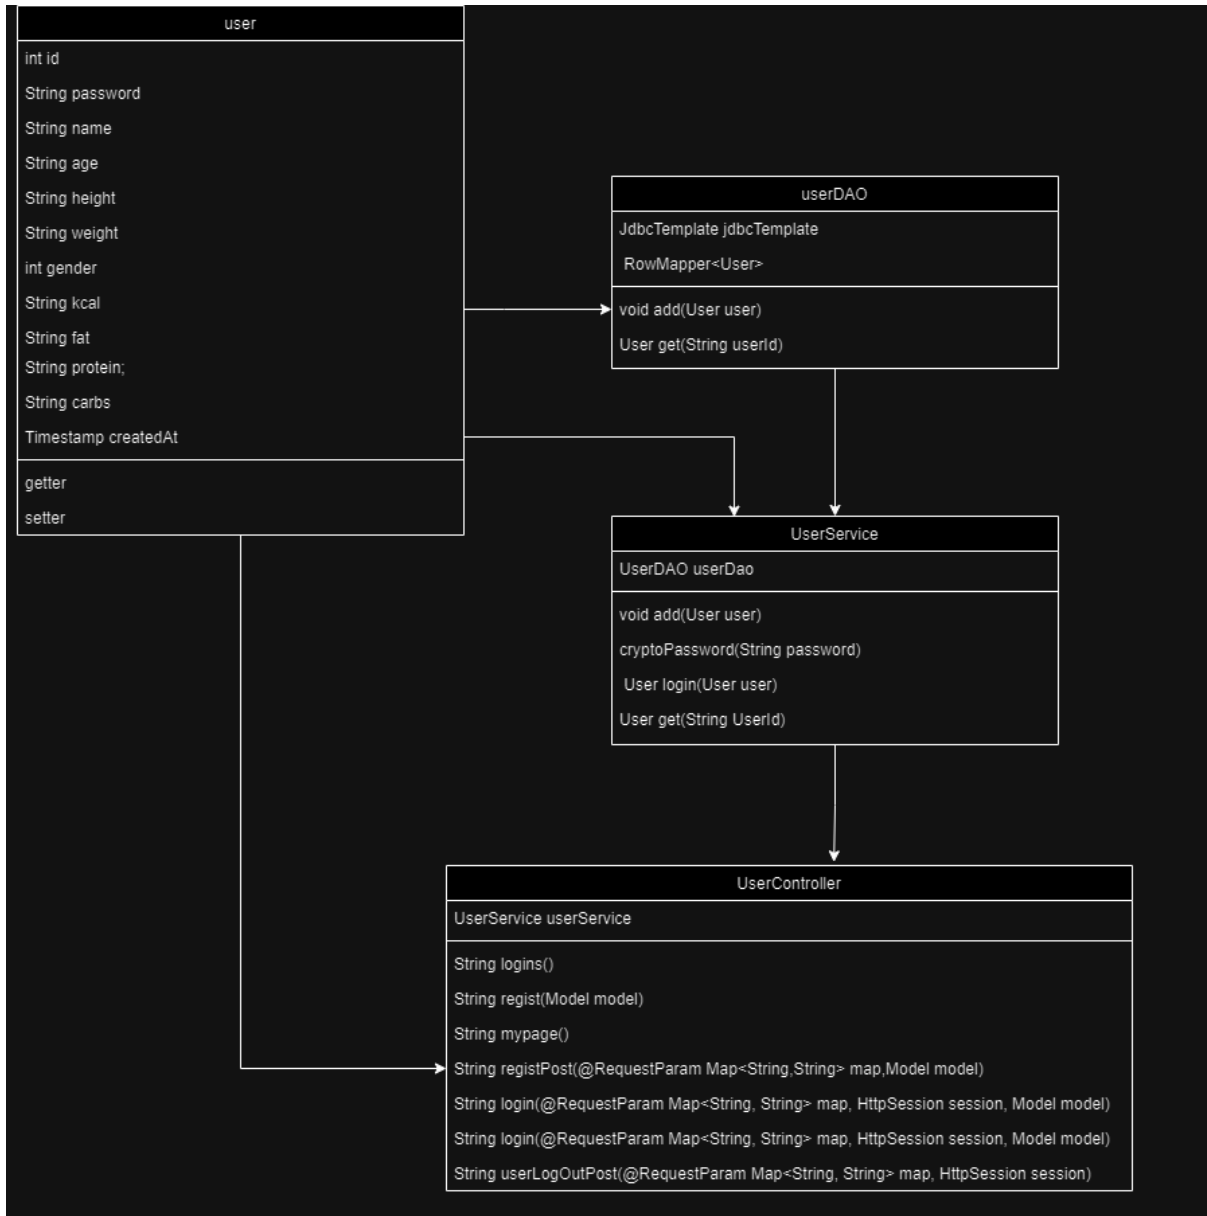 user
int id
String password
String name
String age
String height
String weight
int gender
String kcal
String fat
String protein;
String carbs
Timestamp createdAt
getter
setter
userDAO
JdbcTemplate jdbcTemplate
RowMapper<User>
void add(User user)
User get(String userId)
UserService
UserDAO userDao
void add(User user)
cryptoPassword(String password)
User login(User user)
User get(String UserId)
UserController
UserService userService
String logins()
String regist(Model model)
String mypage()
String registPost(@RequestParam Map<String,String> map,Model model)
String login(@RequestParam Map<String, String> map, HttpSession session, Model model)
String login(@RequestParam Map<String, String> map, HttpSession session, Model model)
String userLogOutPost(@RequestParam Map<String, String> map, HttpSession session)